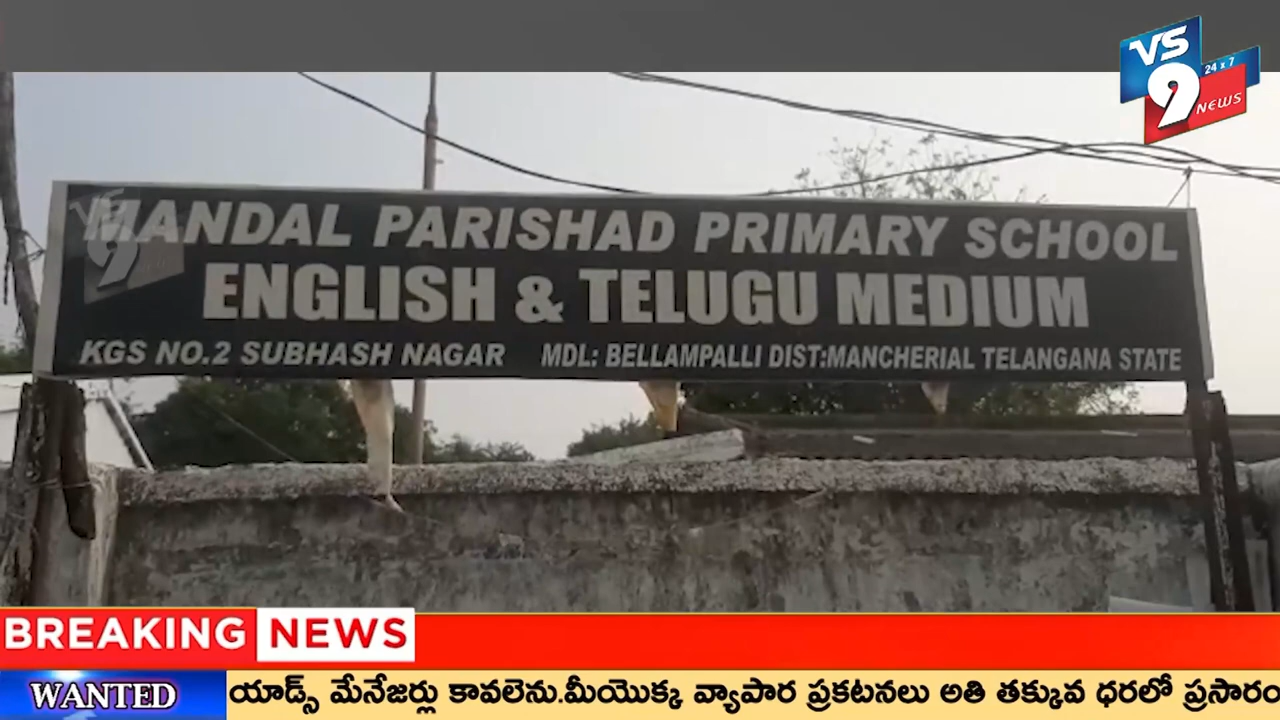 VS
9
24 x 7
NEWS
MANDAL PARISHAD PRIMARY SCHOOL
ENGLISH & TELUGU MEDIUM
KGS NO.2 SUBHASH NAGAR MDL: BELLAMPALLI DIST:MANCHERIAL TELANGANA STATE
BREAKING NEWS
WANTED యాడ్స్ మేనేజర్లు కావలెను.మీయొక్క వ్యాపార ప్రకటనలు అతి తక్కువ ధరలో ప్రసారం